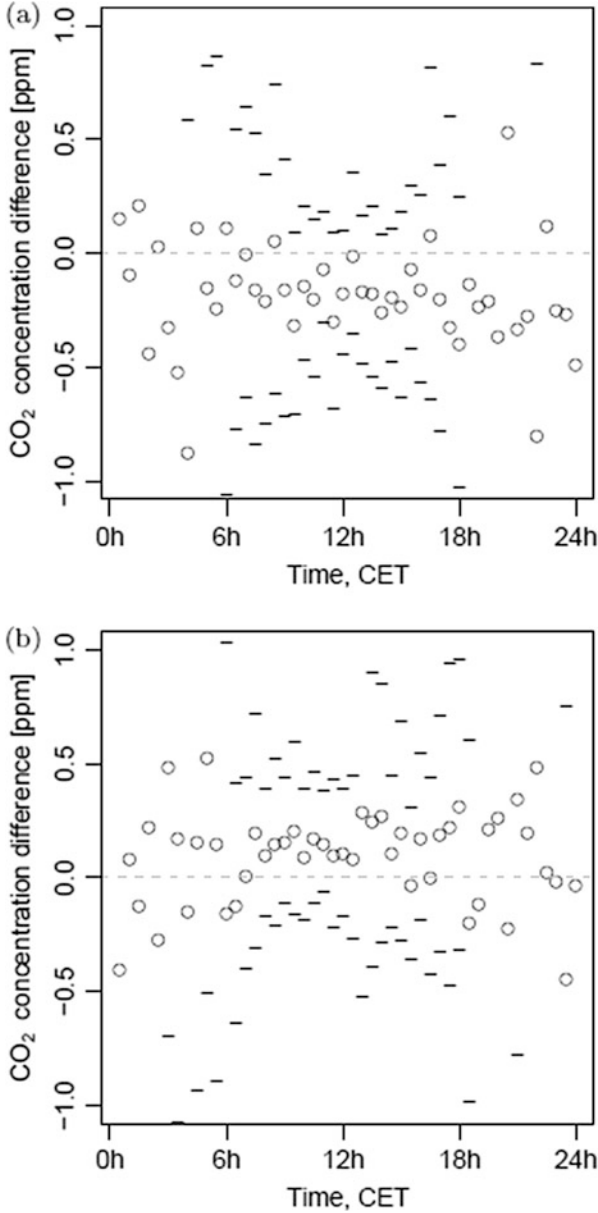 (a)
CO2 concentration difference [ppm]
1.0
0.5
0.0
−0.5
−1.0
0h 6h 12h 18h 24h
Time, CET
(b)
CO2 concentration difference [ppm]
1.0
0.5
0.0
−0.5
−1.0
0h 6h 12h 18h 24h
Time, CET